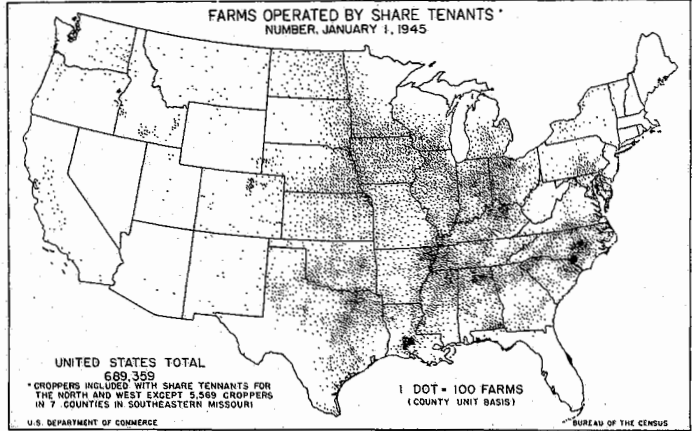 FARMS OPERATED BY SHARE TENANTS*
NUMBER, JANUARY 1, 1945
UNITED STATES TOTAL
689,359
* CROPPERS INCLUDED WITH SHARE TENNANTS FOR
THE NORTH AND WEST EXCEPT 5,569 CROPPERS
IN 7 COUNTIES IN SOUTHEASTERN MISSOURI
1 DOT = 100 FARMS
(COUNTY UNIT BASIS)
U.S. DEPARTMENT OF COMMERCE
BUREAU OF THE CENSUS